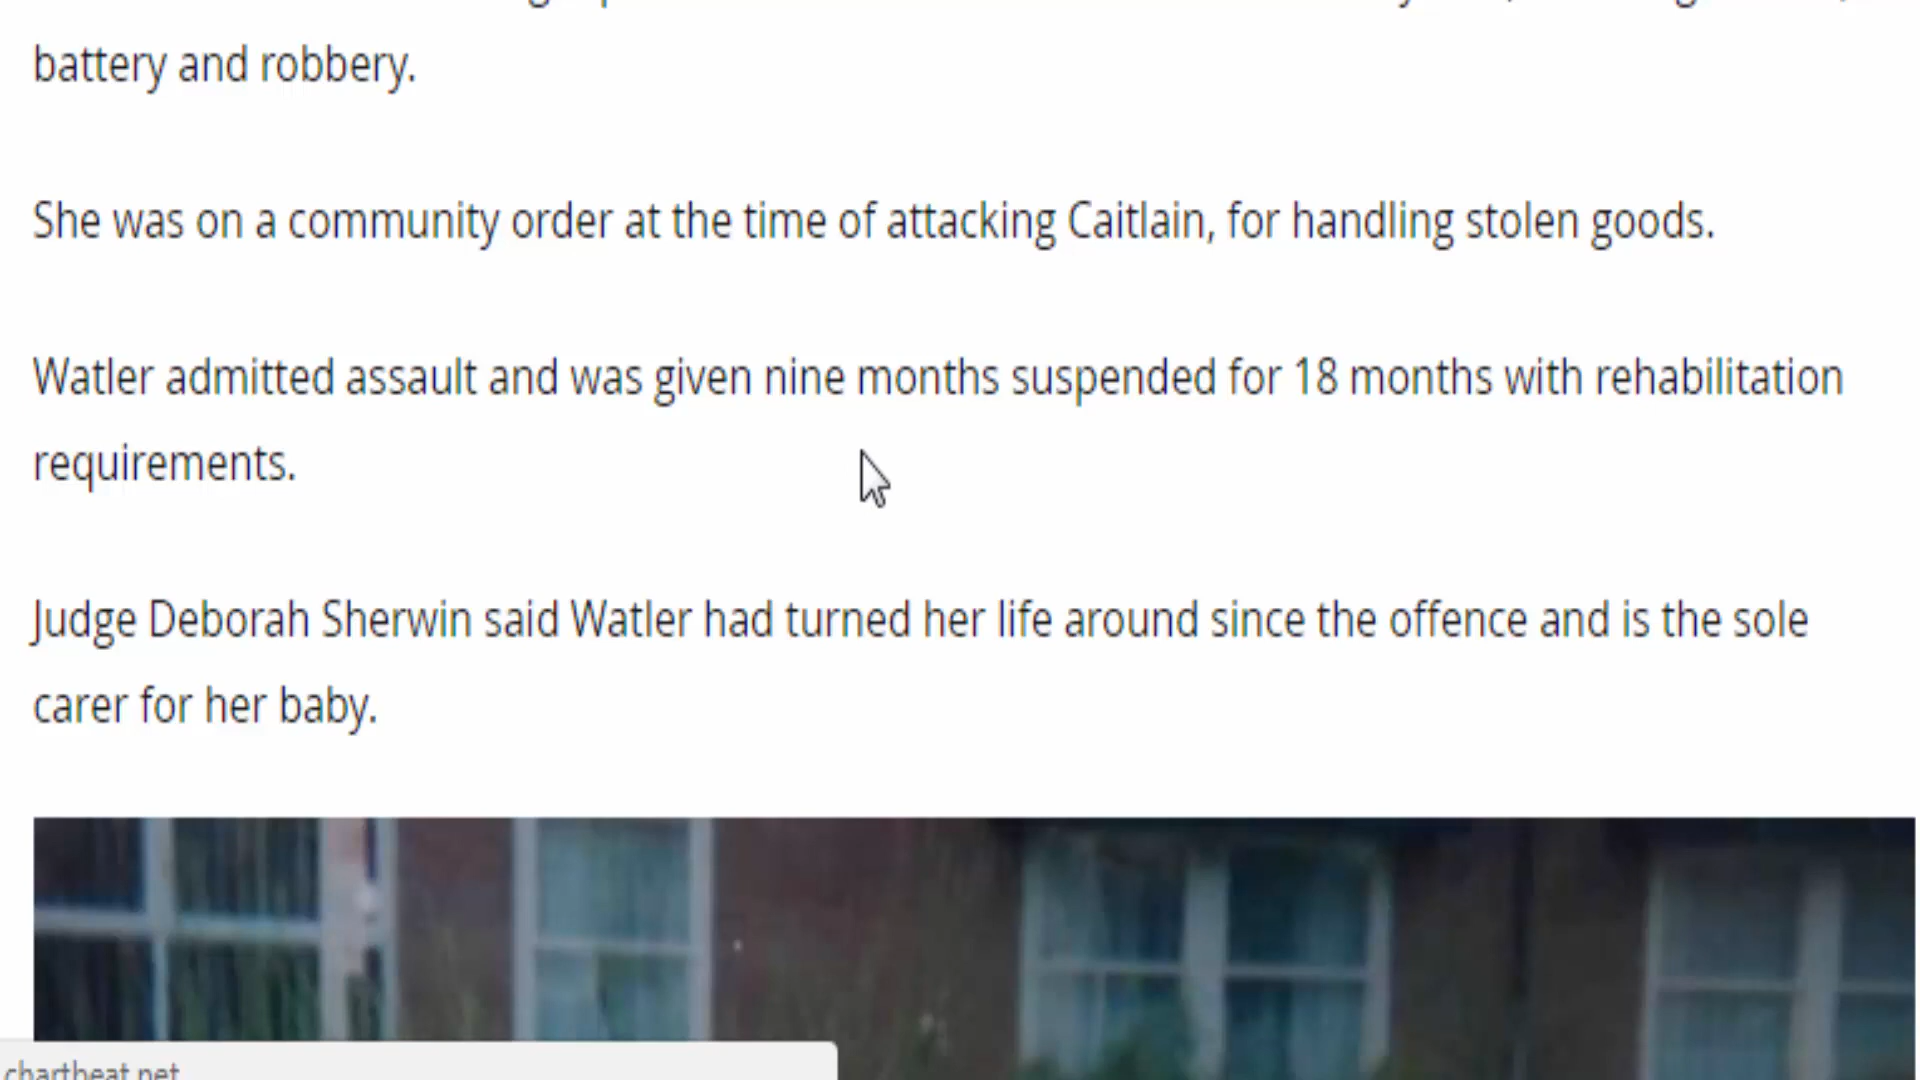 battery and robbery.
She was on a community order at the time of attacking Caitlain, for handling stolen goods.
Watler admitted assault and was given nine months suspended for 18 months with rehabilitation
requirements.
Judge Deborah Sherwin said Watler had turned her life around since the offence and is the sole
carer for her baby.
chartbeat.net